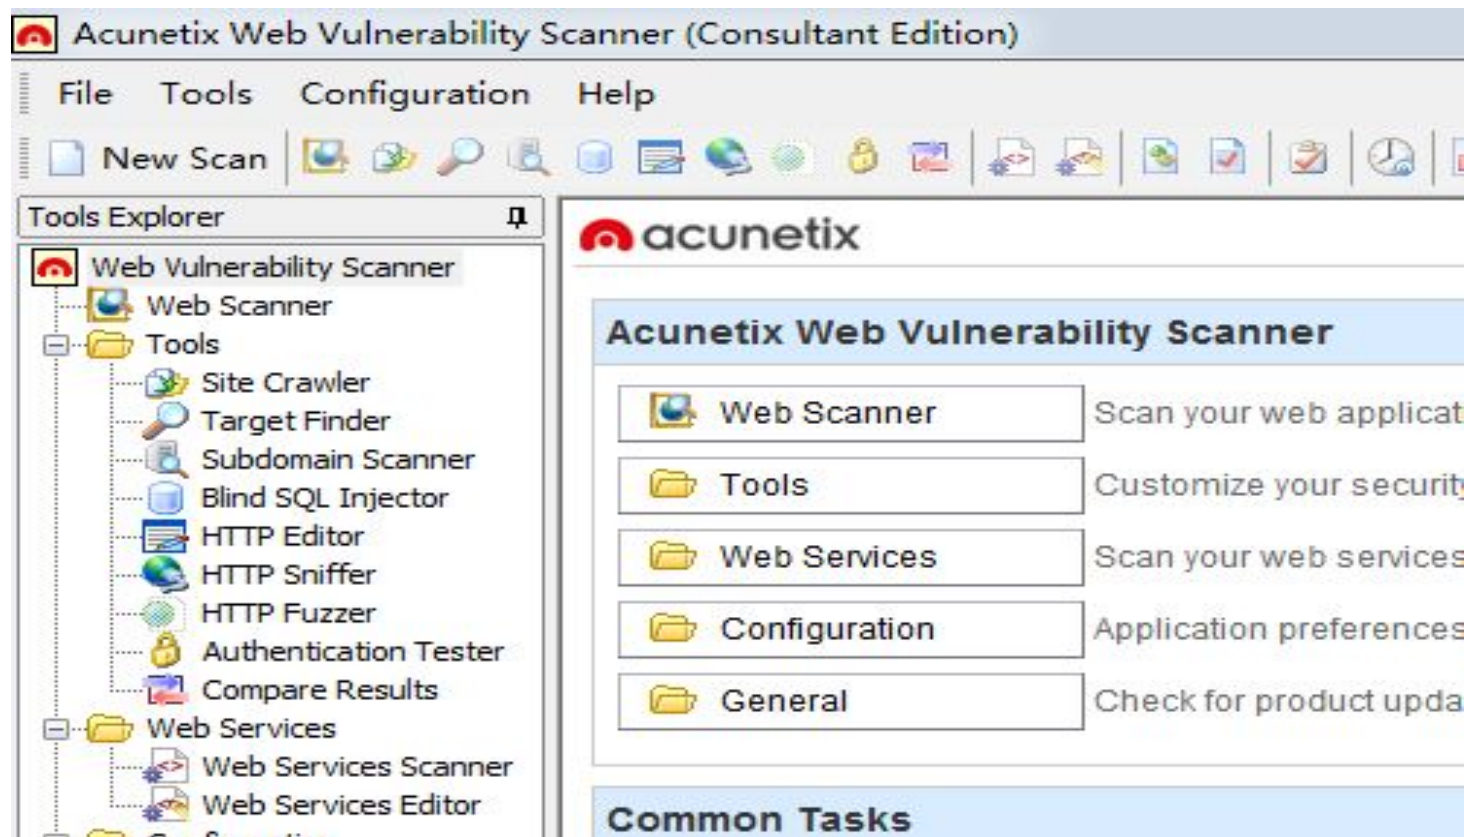 Acunetix Web Vulnerability Scanner (Consultant Edition)
File Tools Configuration Help
New Scan
Tools Explorer
Web Vulnerability Scanner
Web Scanner
Tools
Site Crawler
Target Finder
Subdomain Scanner
Blind SQL Injector
HTTP Editor
HTTP Sniffer
HTTP Fuzzer
Authentication Tester
Compare Results
Web Services
Web Services Scanner
Web Services Editor
acunetix
Acunetix Web Vulnerability Scanner
Web Scanner Scan your web
Tools Customize your security
Web Services Scan your web services
Configuration Application preferences
General Check for product
Common Tasks